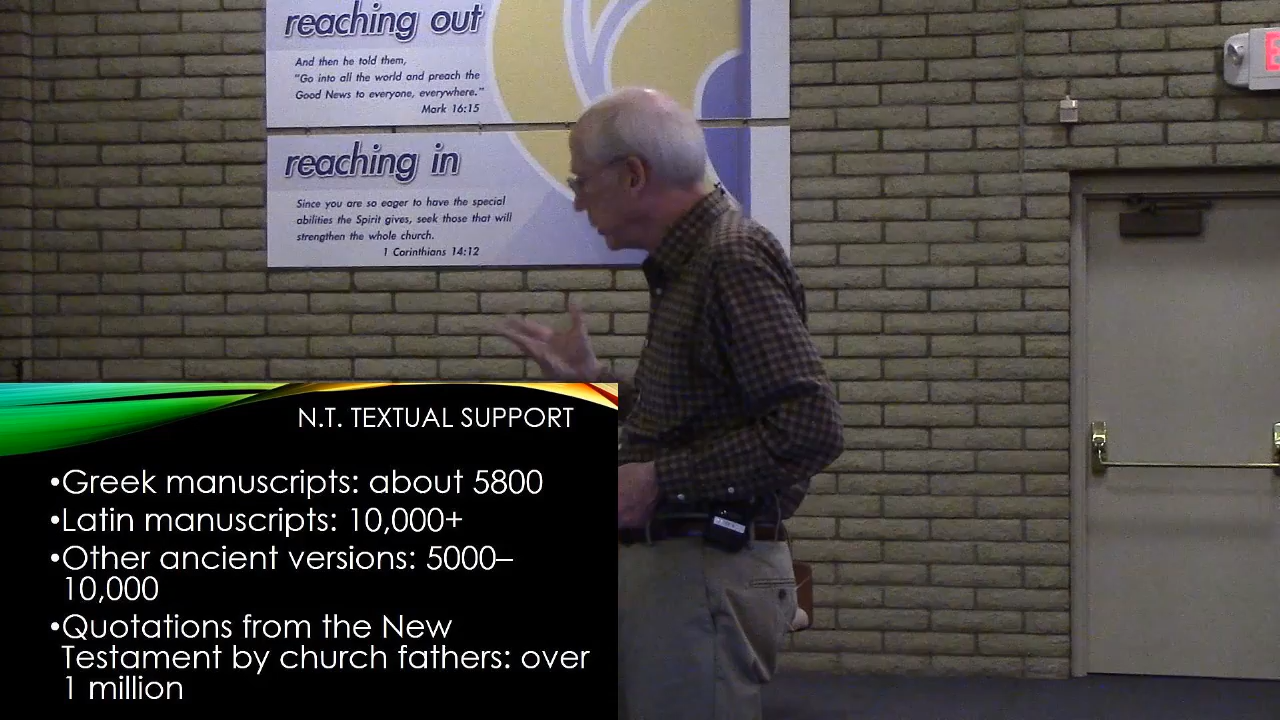 reaching out
And then he told them,
"Go into all the world and preach the
Good News to everyone, everywhere."
Mark 16:15
reaching in
Since you are so eager to have the special
abilities the Spirit gives, seek those that will
strengthen the whole church.
1 Corinthians 14:12
E
N.T. TEXTUAL SUPPORT
•Greek manuscripts: about 5800
•Latin manuscripts: 10,000+
•Other ancient versions: 5000–
10,000
•Quotations from the New
Testament by church fathers: over
1 million